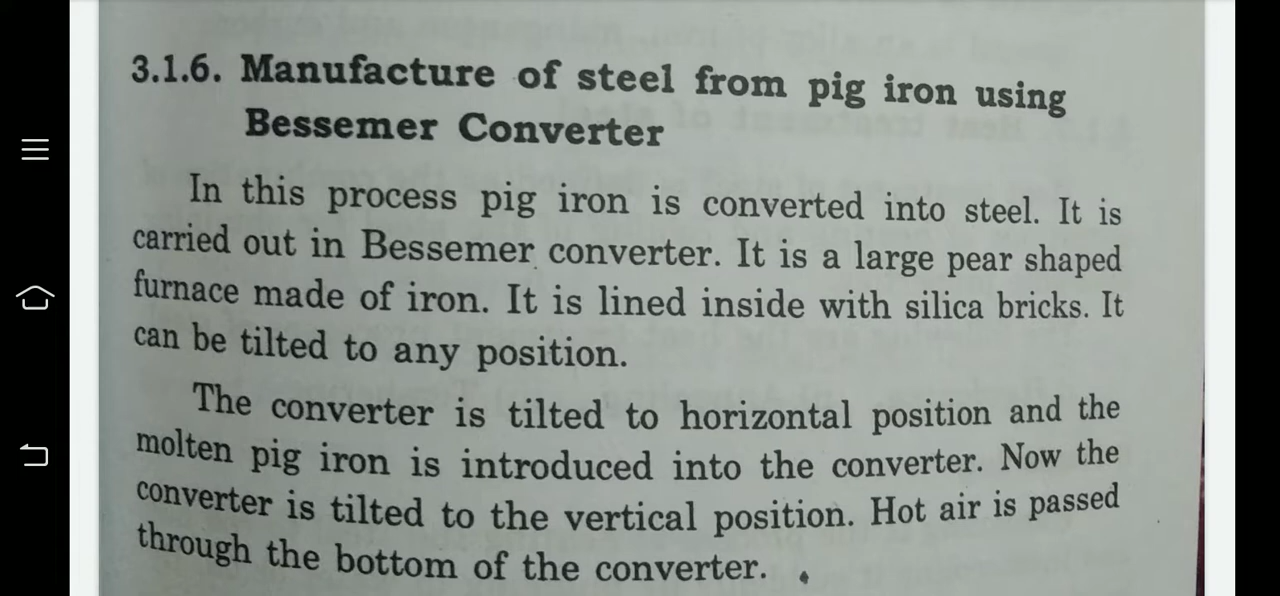 3.1.6. Manufacture of steel from pig iron using
Bessemer Converter
In this process pig iron is converted into steel. It is
carried out in Bessemer converter. It is a large pear shaped
furnace made of iron. It is lined inside with silica bricks. It
can be tilted to any position.
The converter is tilted to horizontal position and the
molten pig iron is introduced into the converter. Now the
converter is tilted to the vertical position. Hot air is passed
through the bottom of the converter.